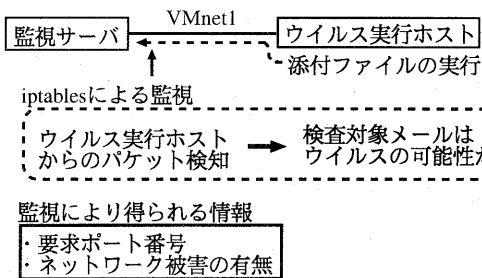 VMnet1
監視サーバ
ウイルス実行ホスト
添付ファイルの実行
iptablesによる監視
ウイルス実行ホスト
からのパケット検知
検査対象メールは
ウイルスの可能性が
監視により得られる情報
・要求ポート番号
・ネットワーク被害の有無